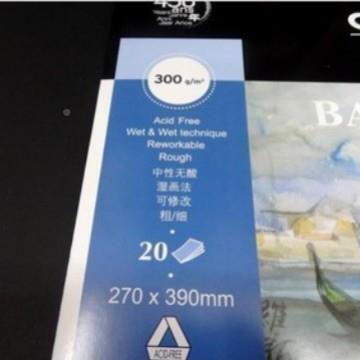 300 g/m²
Acid Free
Wet & Wet technique
Reworkable
Rough
中性无酸
湿画法
可修改
粗/细
20
270 x 390mm
ACID-FREE
BA